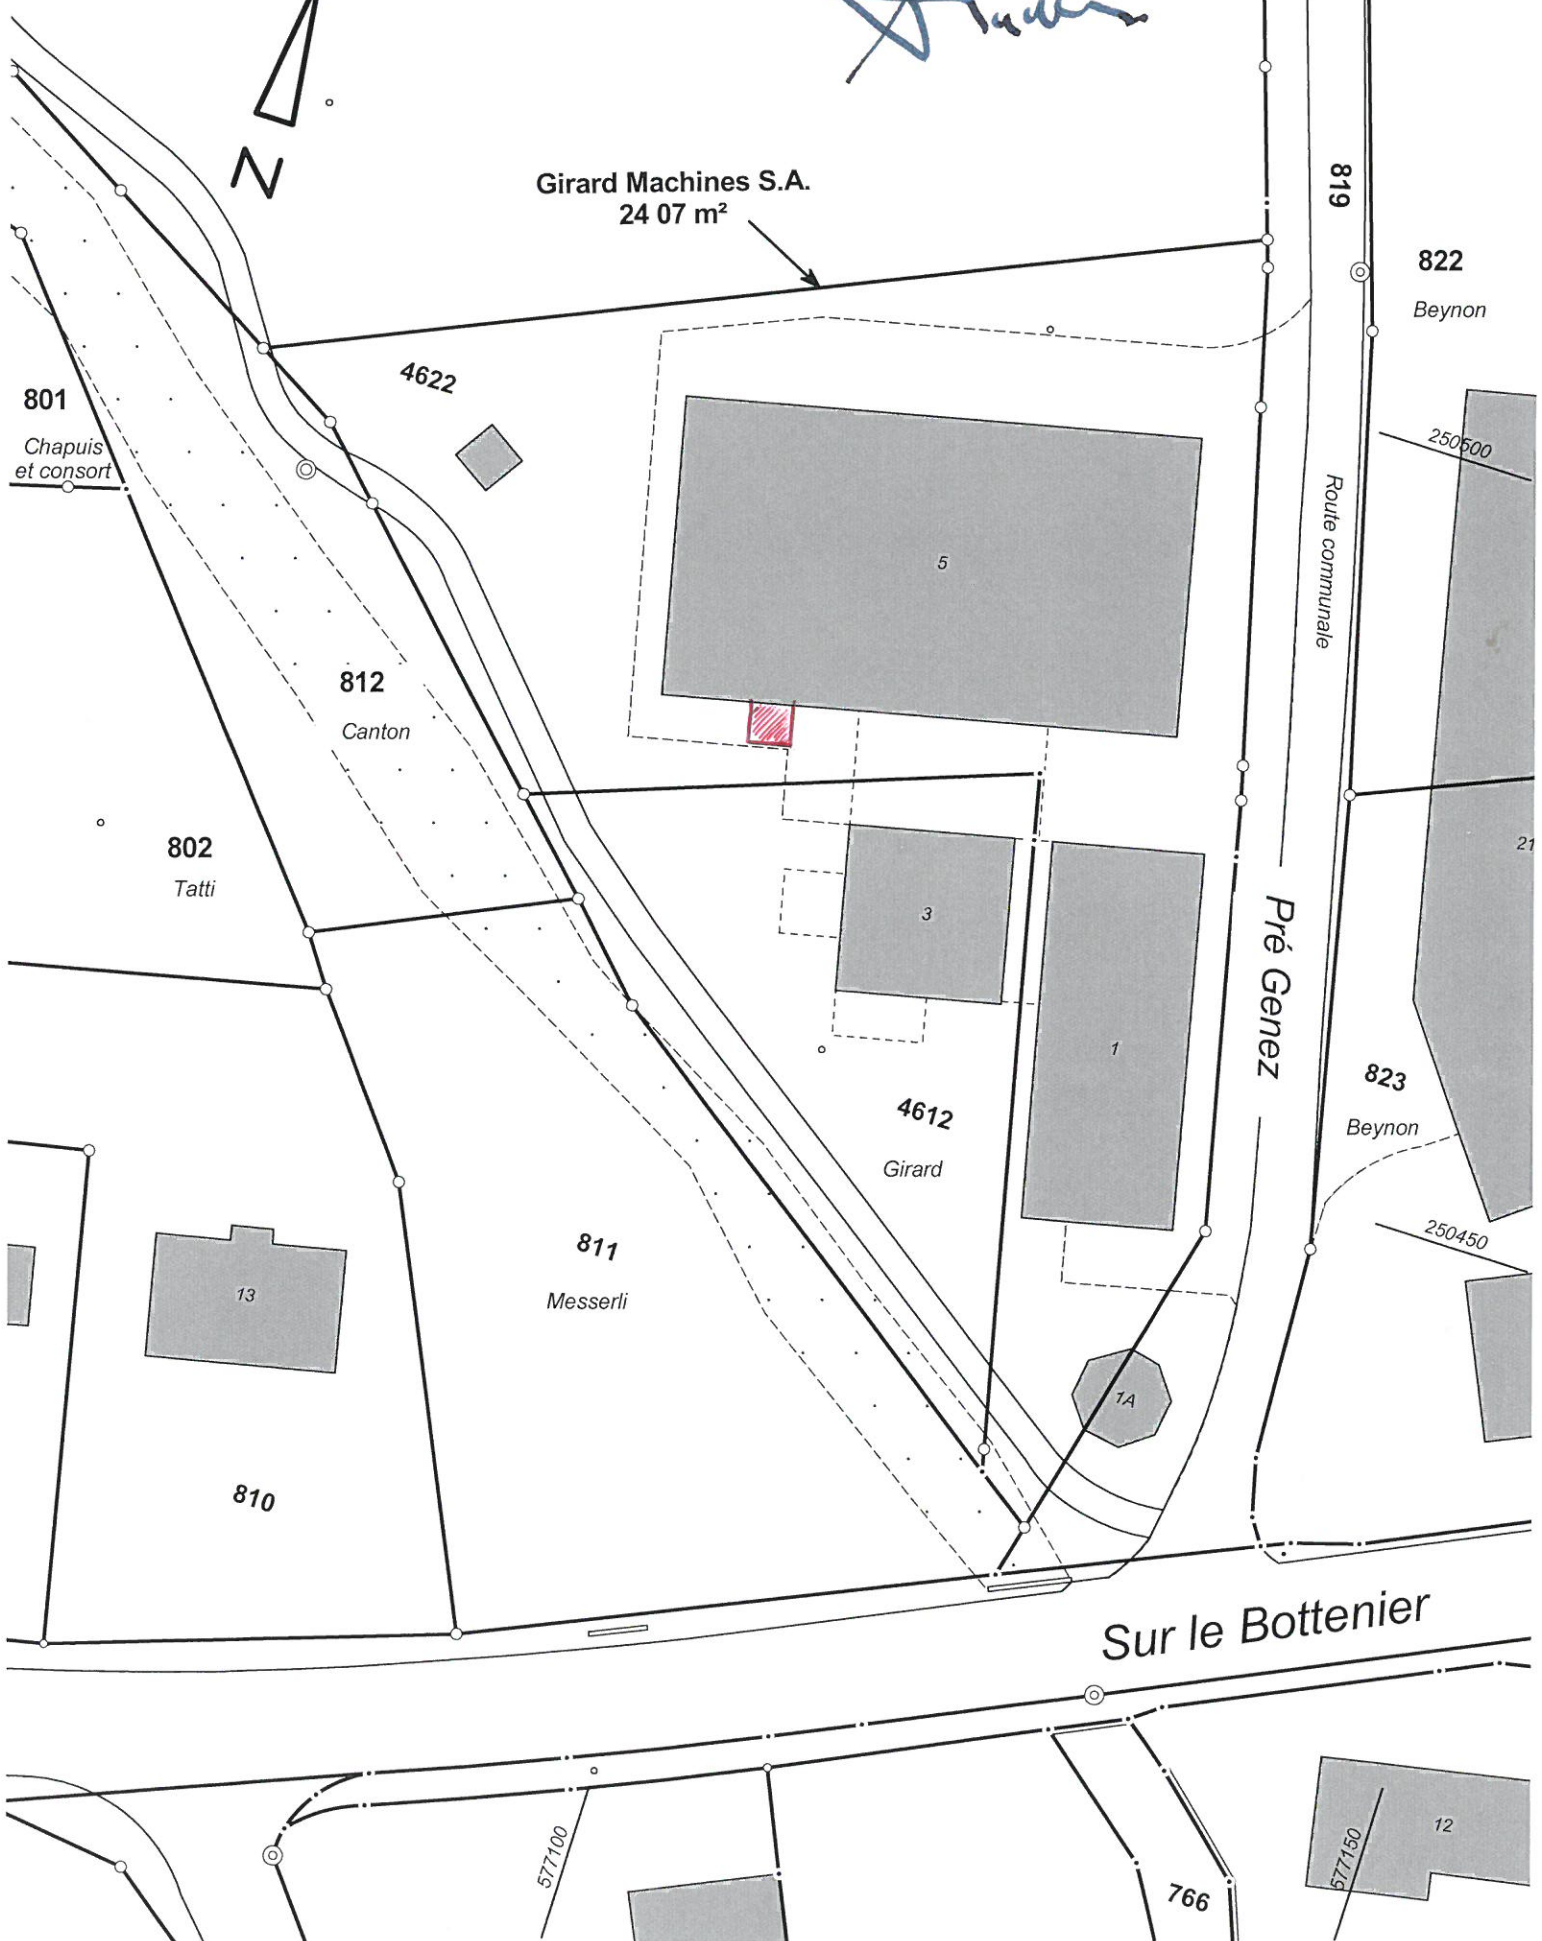 N
Girard Machines S.A.
24 07 m²
819
822
Beynon
4622
801
Chapuis
et consort
250500
5
Route communale
812
Canton
21
802
Tatti
3
Pré Genez
1
823
Beynon
4612
Girard
250450
811
Messerli
13
1A
810
Sur le Bottenier
577100
577150
12
766